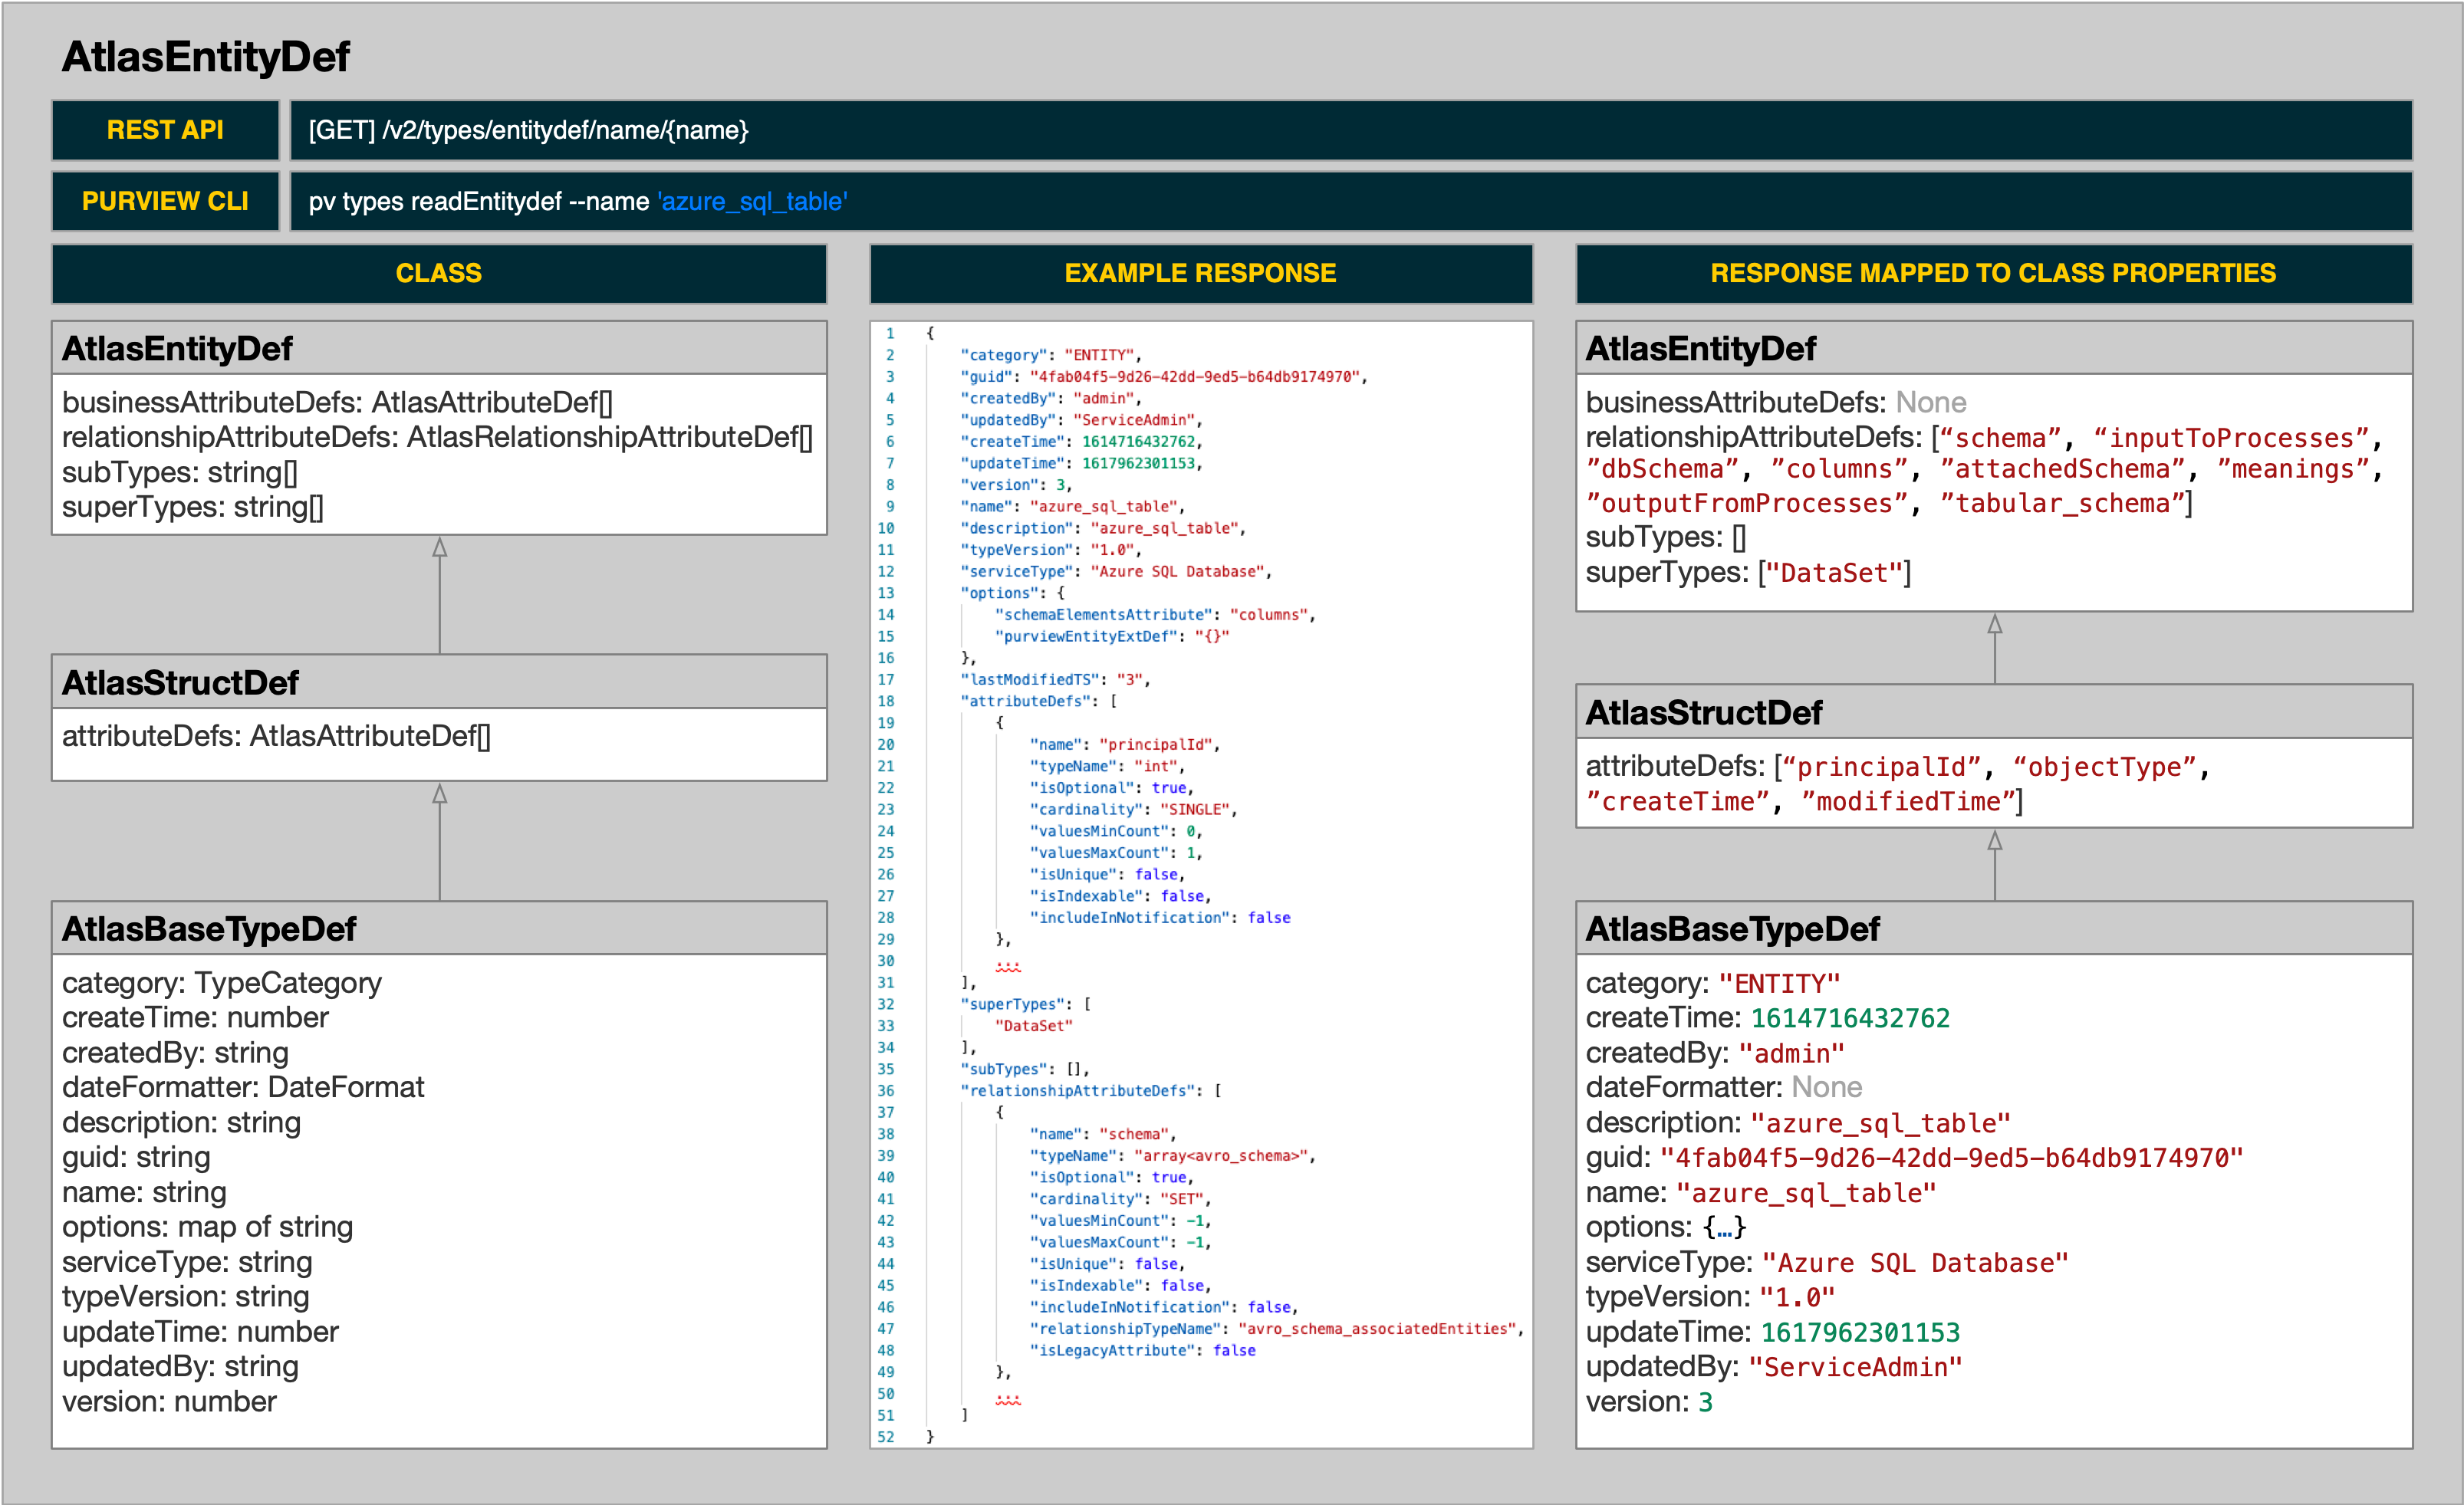 AtlasEntityDef
REST API
[GET] /v2/types/entitydef/name/{name}
PURVIEW CLI
pv types readEntitydef --name 'azure_sql_table'
CLASS
AtlasEntityDef
businessAttributeDefs: AtlasAttributeDef[]
relationshipAttributeDefs: AtlasRelationshipAttributeDef[]
subTypes: string[]
superTypes: string[]
AtlasStructDef
attributeDefs: AtlasAttributeDef[]
AtlasBaseTypeDef
category: TypeCategory
createTime: number
createdBy: string
dateFormatter: DateFormat
description: string
guid: string
name: string
options: map of string
serviceType: string
typeVersion: string
updateTime: number
updatedBy: string
version: number
EXAMPLE RESPONSE
1 {
2 "category": "ENTITY",
3 "guid": "4fab04f5-9d26-42dd-9ed5-b64db9174970",
4 "createdBy": "admin",
5 "updatedBy": "ServiceAdmin",
6 "createTime": 1614716432762,
7 "updateTime": 1617962301153,
8 "version": 3,
9 "name": "azure_sql_table",
10 "description": "azure_sql_table",
11 "typeVersion": "1.0",
12 "serviceType": "Azure SQL Database",
13 "options": {
14 "schemaElementsAttribute": "columns",
15 "purviewEntityExtDef": "{}"
16 },
17 "lastModifiedTS": "3",
18 "attributeDefs": [
19 {
20 "name": "principalId",
21 "typeName": "int",
22 "isOptional": true,
23 "cardinality": "SINGLE",
24 "valuesMinCount": 0,
25 "valuesMaxCount": 1,
26 "isUnique": false,
27 "isIndexable": false,
28 "includeInNotification": false
29 },
30 ...
31 ],
32 "superTypes": [
33 "DataSet"
34 ],
35 "subTypes": [],
36 "relationshipAttributeDefs": [
37 {
38 "name": "schema",
39 "typeName": "array<avro_schema>",
40 "isOptional": true,
41 "cardinality": "SET",
42 "valuesMinCount": -1,
43 "valuesMaxCount": -1,
44 "isUnique": false,
45 "isIndexable": false,
46 "includeInNotification": false,
47 "relationshipTypeName": "avro_schema_associatedEntities",
48 "isLegacyAttribute": false
49 },
50 ...
51 ]
52 }
RESPONSE MAPPED TO CLASS PROPERTIES
AtlasEntityDef
businessAttributeDefs: None
relationshipAttributeDefs: [“schema”, “inputToProcesses”,
”dbSchema”, ”columns”, ”attachedSchema”, ”meanings”,
”outputFromProcesses”, ”tabular_schema”]
subTypes: []
superTypes: ["DataSet"]
AtlasStructDef
attributeDefs: [“principalId”, “objectType”,
”createTime”, ”modifiedTime”]
AtlasBaseTypeDef
category: "ENTITY"
createTime: 1614716432762
createdBy: "admin"
dateFormatter: None
description: "azure_sql_table"
guid: "4fab04f5-9d26-42dd-9ed5-b64db9174970"
name: "azure_sql_table"
options: {…}
serviceType: "Azure SQL Database"
typeVersion: "1.0"
updateTime: 1617962301153
updatedBy: "ServiceAdmin"
version: 3